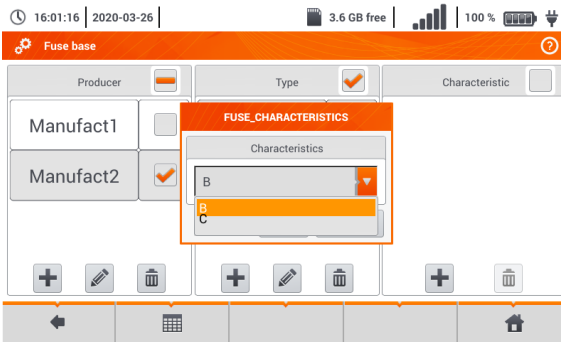 16:01:16 2020-03-26 3.6 GB free 100 %
Fuse base ?
Producer Type Characteristic
FUSE_CHARACTERISTICS
Manufact1
Characteristics
Manufact2
B
B
C